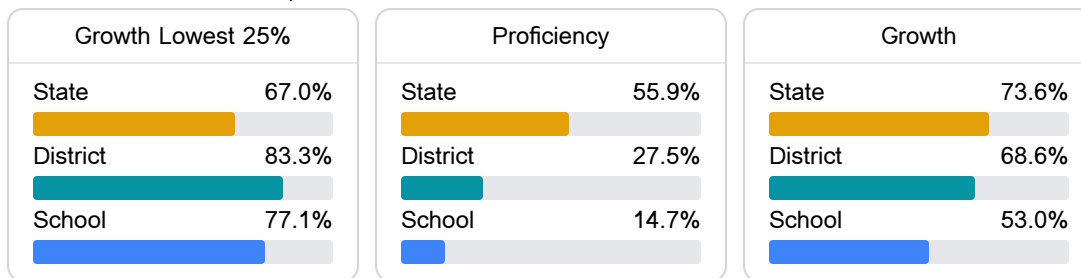 Growth Lowest 25%
State 67.0%
District 83.3%
School 77.1%
Proficiency
State 55.9%
District 27.5%
School 14.7%
Growth
State 73.6%
District 68.6%
School 53.0%